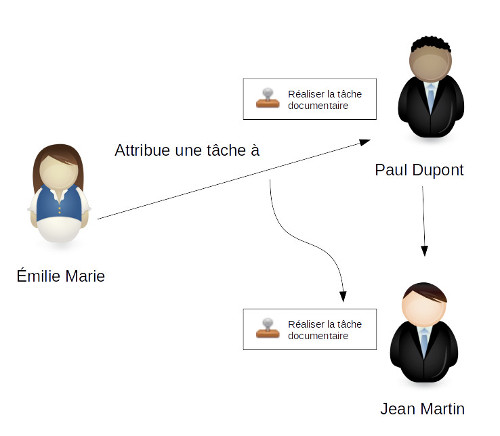 Réaliser la tâche
documentaire
Attribue une tâche à
Paul Dupont
Émilie Marie
Réaliser la tâche
documentaire
Jean Martin